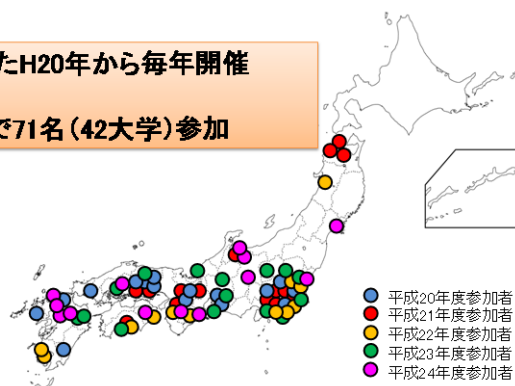 たH20年から毎年開催
で71名（42大学）参加
平成20年度参加者
平成21年度参加者
平成22年度参加者
平成23年度参加者
平成24年度参加者